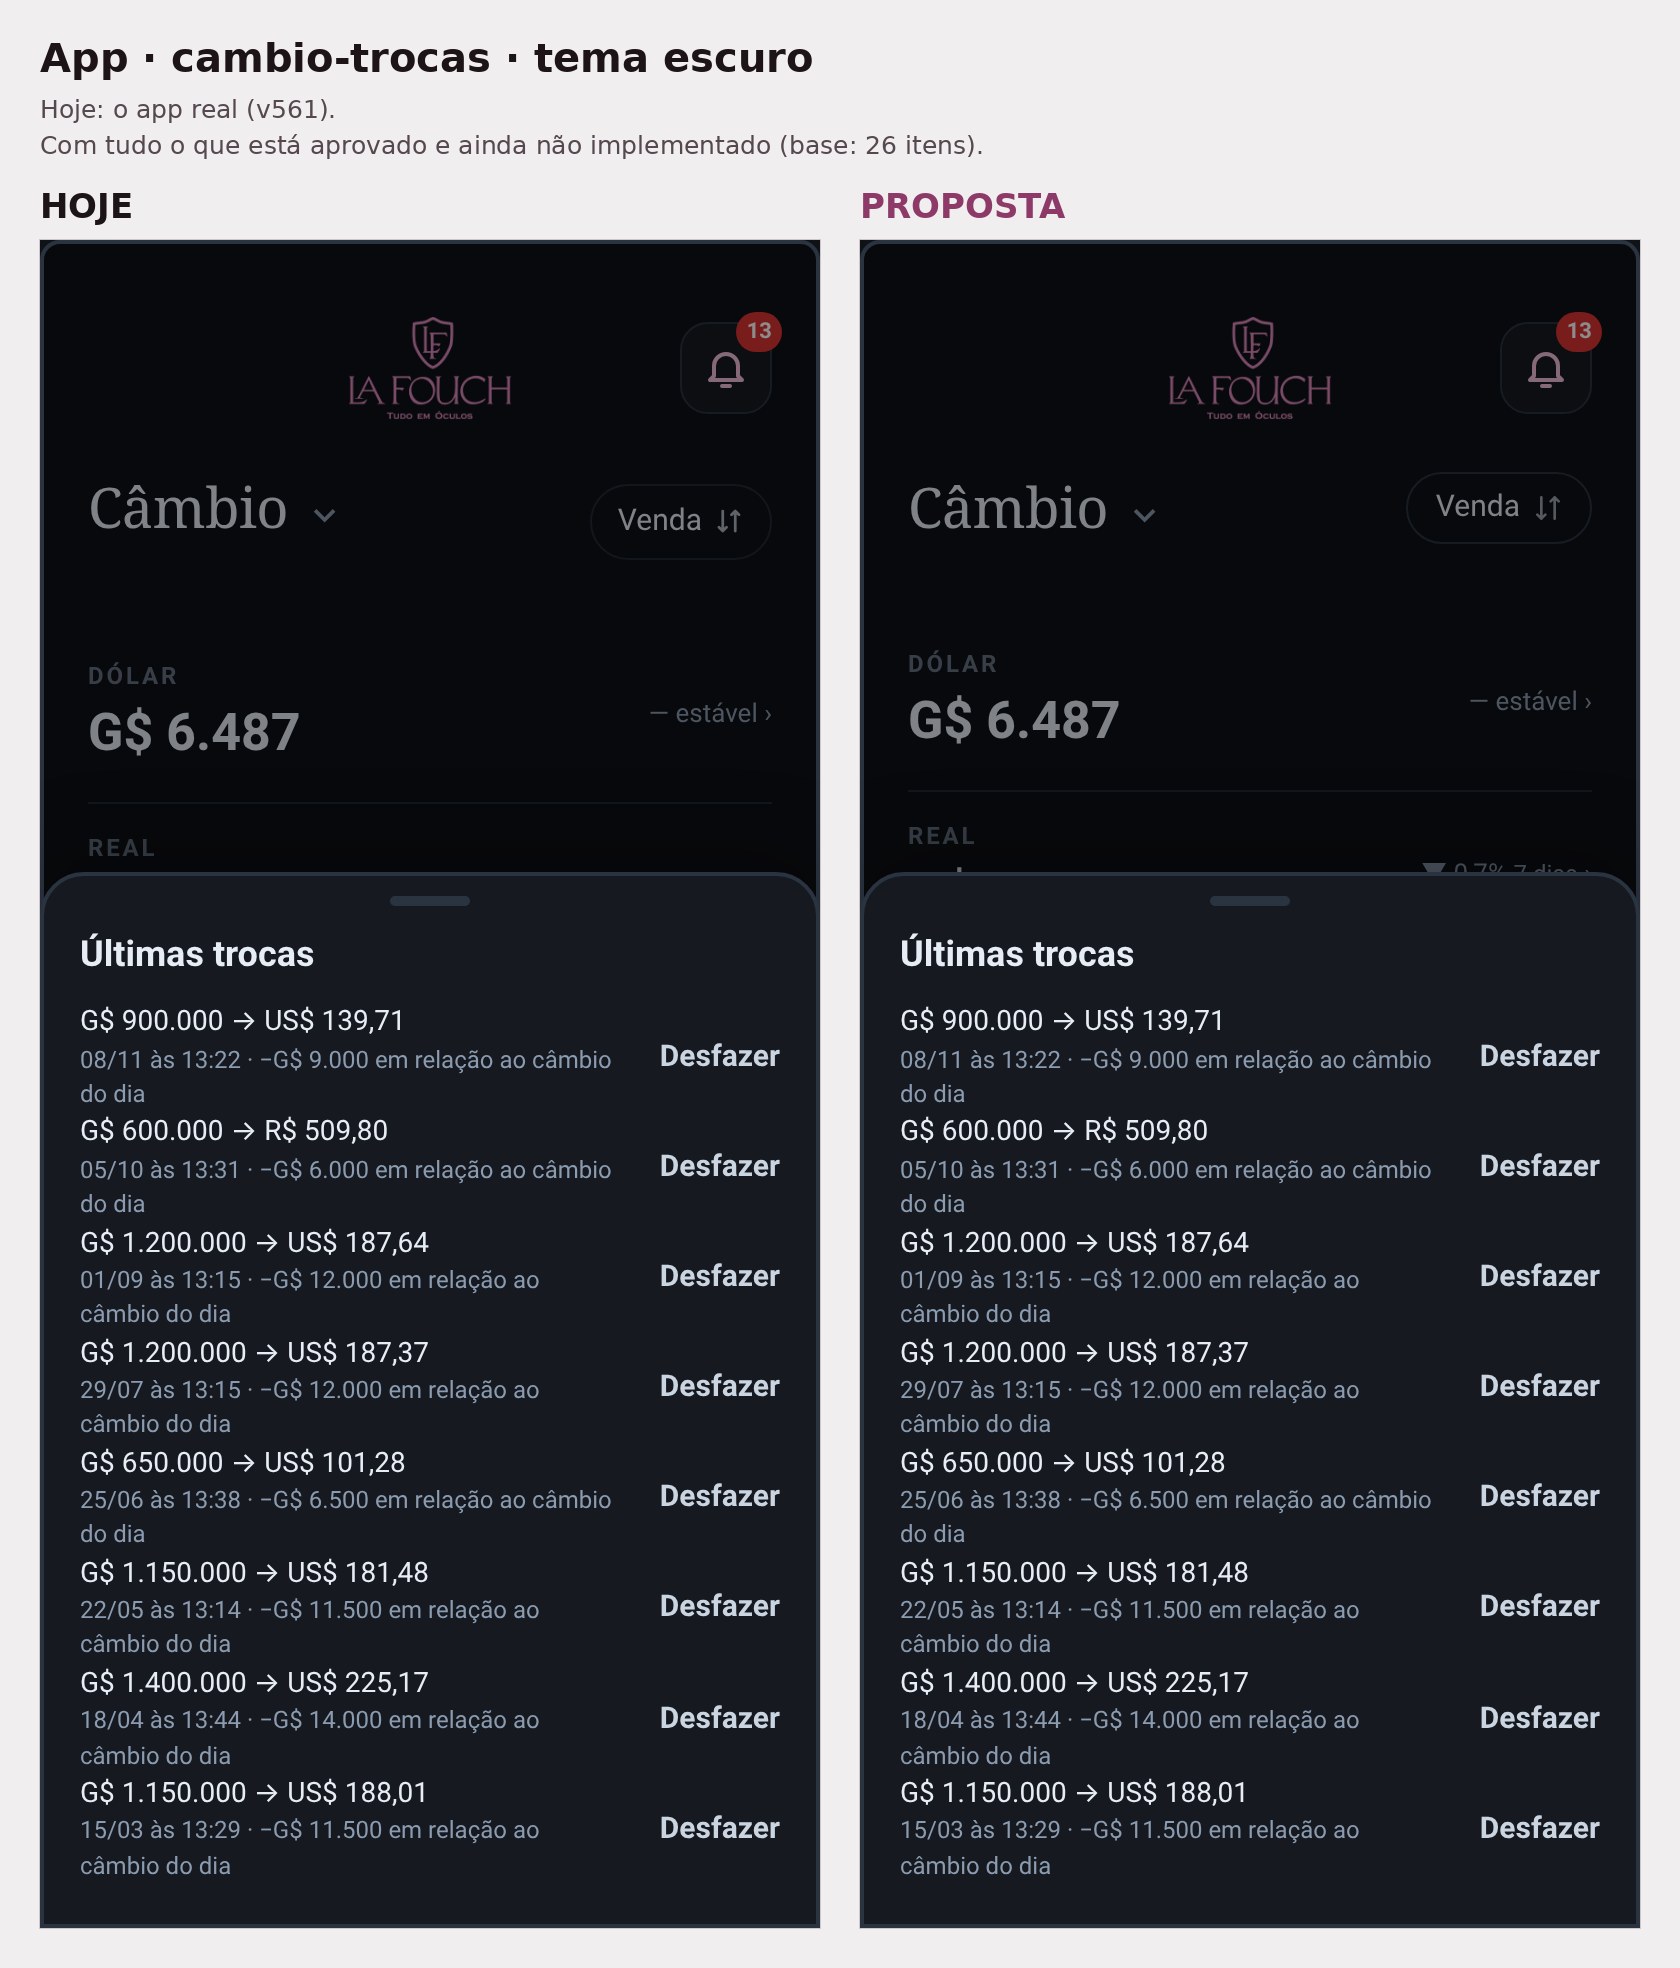 App · cambio-trocas · tema escuro
Hoje: o app real (v561).
Com tudo o que está aprovado e ainda não implementado (base: 26 itens).
HOJE
13
LF
LA FOUCH
TUDO EM ÓCULOS
Câmbio
Venda
DÓLAR
G$ 6.487
— estável ›
REAL
Últimas trocas
G$ 900.000 → US$ 139,71
08/11 às 13:22 · −G$ 9.000 em relação ao câmbio
do dia
Desfazer
G$ 600.000 → R$ 509,80
05/10 às 13:31 · −G$ 6.000 em relação ao câmbio
do dia
Desfazer
G$ 1.200.000 → US$ 187,64
01/09 às 13:15 · −G$ 12.000 em relação ao
câmbio do dia
Desfazer
G$ 1.200.000 → US$ 187,37
29/07 às 13:15 · −G$ 12.000 em relação ao
câmbio do dia
Desfazer
G$ 650.000 → US$ 101,28
25/06 às 13:38 · −G$ 6.500 em relação ao câmbio
do dia
Desfazer
G$ 1.150.000 → US$ 181,48
22/05 às 13:14 · −G$ 11.500 em relação ao
câmbio do dia
Desfazer
G$ 1.400.000 → US$ 225,17
18/04 às 13:44 · −G$ 14.000 em relação ao
câmbio do dia
Desfazer
G$ 1.150.000 → US$ 188,01
15/03 às 13:29 · −G$ 11.500 em relação ao
câmbio do dia
Desfazer
PROPOSTA
13
LF
LA FOUCH
TUDO EM ÓCULOS
Câmbio
Venda
DÓLAR
G$ 6.487
— estável ›
REAL
▼ 0,7% 7 dias ›
Últimas trocas
G$ 900.000 → US$ 139,71
08/11 às 13:22 · −G$ 9.000 em relação ao câmbio
do dia
Desfazer
G$ 600.000 → R$ 509,80
05/10 às 13:31 · −G$ 6.000 em relação ao câmbio
do dia
Desfazer
G$ 1.200.000 → US$ 187,64
01/09 às 13:15 · −G$ 12.000 em relação ao
câmbio do dia
Desfazer
G$ 1.200.000 → US$ 187,37
29/07 às 13:15 · −G$ 12.000 em relação ao
câmbio do dia
Desfazer
G$ 650.000 → US$ 101,28
25/06 às 13:38 · −G$ 6.500 em relação ao câmbio
do dia
Desfazer
G$ 1.150.000 → US$ 181,48
22/05 às 13:14 · −G$ 11.500 em relação ao
câmbio do dia
Desfazer
G$ 1.400.000 → US$ 225,17
18/04 às 13:44 · −G$ 14.000 em relação ao
câmbio do dia
Desfazer
G$ 1.150.000 → US$ 188,01
15/03 às 13:29 · −G$ 11.500 em relação ao
câmbio do dia
Desfazer